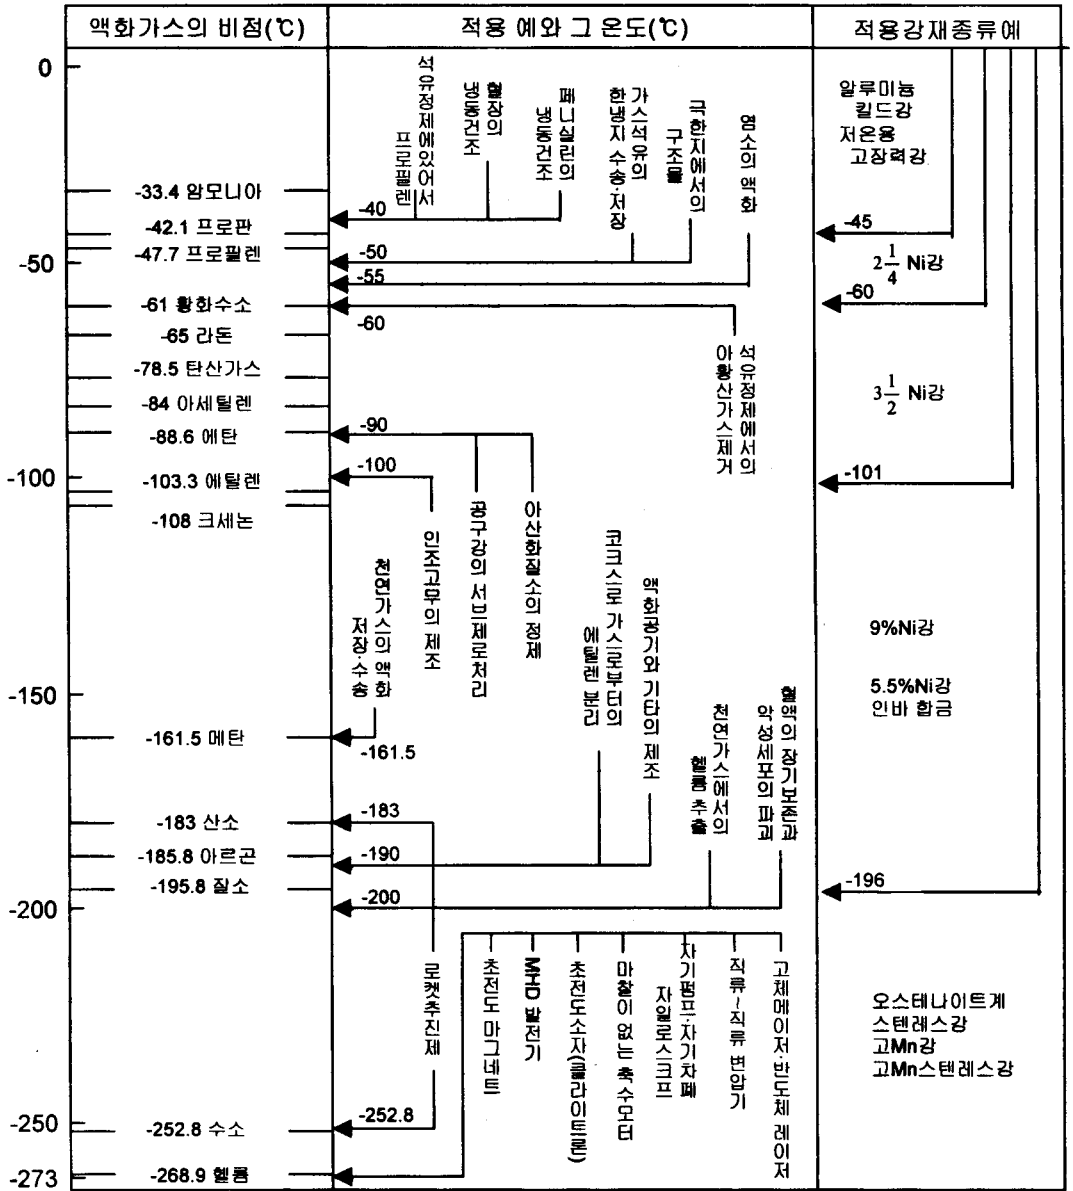 액화가스의 비점(℃)
적용 예와 그 온도(℃)
적용강재종류예
0
-50
-100
-150
-200
-250
-273
-33.4 암모니아
-42.1 프로판
-47.7 프로필렌
-61 황화수소
-65 라돈
-78.5 탄산가스
-84 아세틸렌
-88.6 에탄
-103.3 에틸렌
-108 크세논
-161.5 메탄
-183 산소
-185.8 아르곤
-195.8 질소
-252.8 수소
-268.9 헬륨
석유정제에있어서
프로필렌
혈장의
냉동건조
페니실린의
냉동건조
-40
가스석유의
한냉지 수송·저장
극한지에서의
구조물
-50
염소의 액화
-55
-60
석유정제에서의
아황산가스제거
-90
공구강의 서브제로처리
아산화질소의 정제
-100
인조고무의 제조
천연가스의 액화
저장·수송
-161.5
-183
로켓추진제
코크스로 가스로부터의
에틸렌 분리
액화공기와 기타의 제조
-190
천연가스에서의
헬륨 추출
혈액의 장기보존과
악성세포의 파괴
-200
초전도 마그네트
MHD 발전기
초전도소자(클라이트론)
마찰이 없는 축수모터
자기펌프·자기차폐
자일로스크프
직류~직류 변압기
고체메이저·반도체 레이저
-252.8
알루미늄
킬드강
저온용
고장력강
-45
2 1/4 Ni강
-60
3 1/2 Ni강
-101
9%Ni강
5.5%Ni강
인바 합금
-196
오스테나이트계
스텐레스강
고Mn강
고Mn스텐레스강